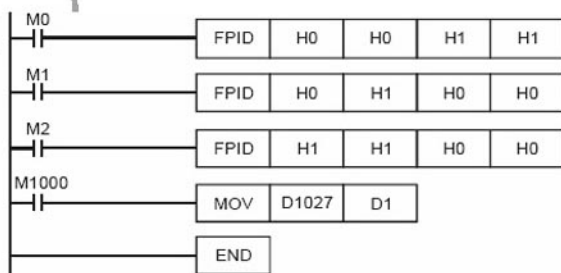 M0
FPID H0 H0 H1 H1
M1
FPID H0 H1 H0 H0
M2
FPID H1 H1 H0 H0
M1000
MOV D1027 D1
END